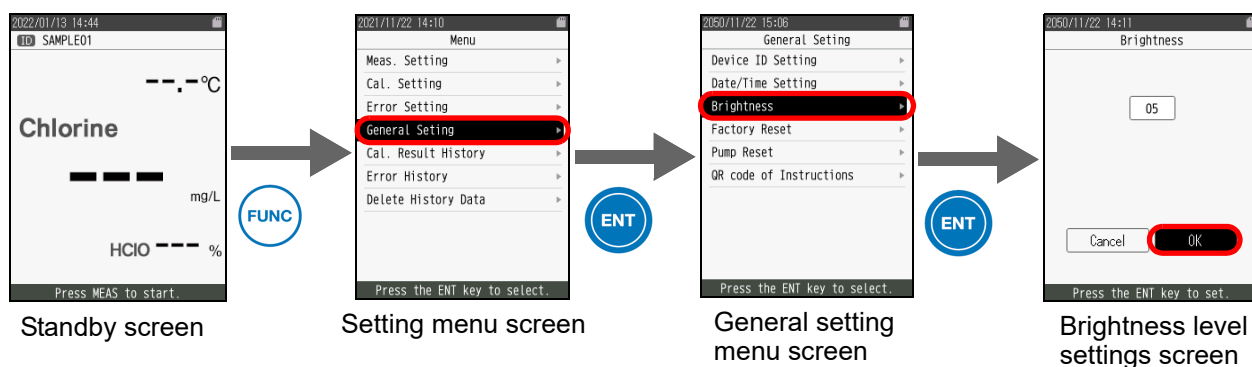 2022/01/13 14:44
ID SAMPLE01
--.-℃
Chlorine
---
mg/L
HClO --- %
Press MEAS to start.
Standby screen
FUNC
2021/11/22 14:10
Menu
Meas. Setting
Cal. Setting
Error Setting
General Seting
Cal. Result History
Error History
Delete History Data
Press the ENT key to select.
Setting menu screen
ENT
2050/11/22 15:06
General Seting
Device ID Setting
Date/Time Setting
Brightness
Factory Reset
Pump Reset
QR code of Instructions
Press the ENT key to select.
General setting
menu screen
ENT
2050/11/22 14:11
Brightness
05
Cancel OK
Press the ENT key to set.
Brightness level
settings screen